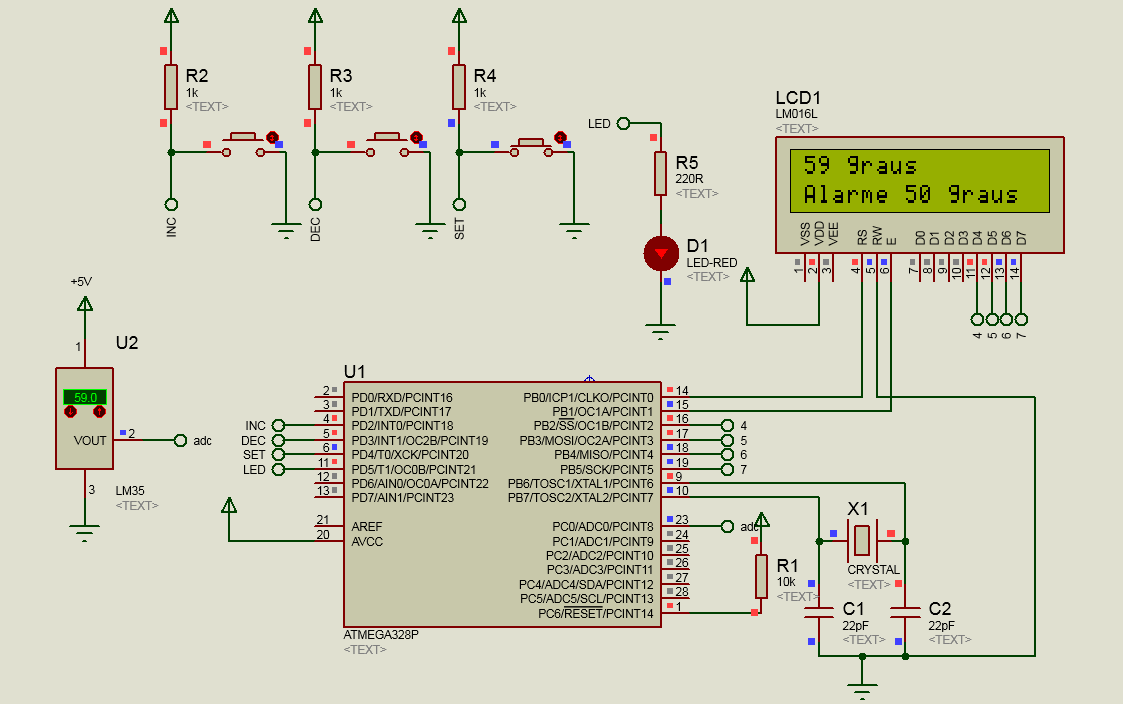 R2
1k
<TEXT>
R3
1k
<TEXT>
R4
1k
<TEXT>
INC
DEC
SET
LED
R5
220R
<TEXT>
D1
LED-RED
<TEXT>
LCD1
LM016L
<TEXT>
59 graus
Alarme 50 graus
VSS VDD VEE RS RW E D0 D1 D2 D3 D4 D5 D6 D7
1 2 3 4 5 6 7 8 9 10 11 12 13 14
4 5 6 7
+5V
1
U2
59.0
VOUT
2
adc
3
LM35
<TEXT>
U1
2 PD0/RXD/PCINT16
3 PD1/TXD/PCINT17
INC 4 PD2/INT0/PCINT18
DEC 5 PD3/INT1/OC2B/PCINT19
SET 6 PD4/T0/XCK/PCINT20
LED 11 PD5/T1/OC0B/PCINT21
12 PD6/AIN0/OC0A/PCINT22
13 PD7/AIN1/PCINT23
21 AREF
20 AVCC
PB0/ICP1/CLKO/PCINT0 14
PB1/OC1A/PCINT1 15
PB2/SS/OC1B/PCINT2 16 4
PB3/MOSI/OC2A/PCINT3 17 5
PB4/MISO/PCINT4 18 6
PB5/SCK/PCINT5 19 7
PB6/TOSC1/XTAL1/PCINT6 9
PB7/TOSC2/XTAL2/PCINT7 10
PC0/ADC0/PCINT8 23 adc
PC1/ADC1/PCINT9 24
PC2/ADC2/PCINT10 25
PC3/ADC3/PCINT11 26
PC4/ADC4/SDA/PCINT12 27
PC5/ADC5/SCL/PCINT13 28
PC6/RESET/PCINT14 1
ATMEGA328P
<TEXT>
R1
10k
<TEXT>
X1
CRYSTAL
<TEXT>
C1
22pF
<TEXT>
C2
22pF
<TEXT>